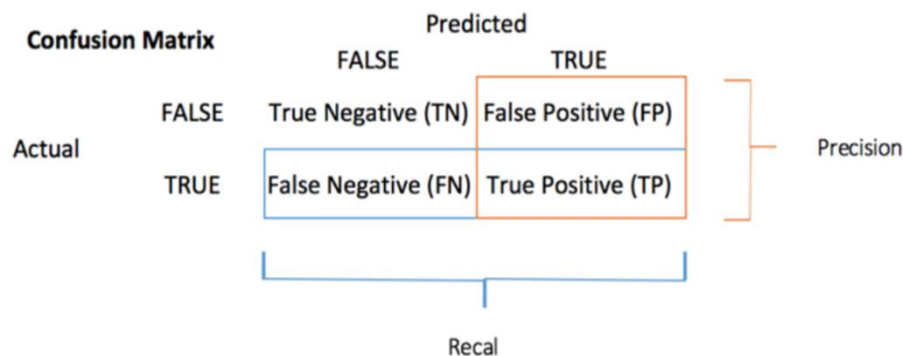 Predicted
Confusion Matrix
FALSE TRUE
FALSE True Negative (TN) False Positive (FP)
Actual Precision
TRUE False Negative (FN) True Positive (TP)
Recal